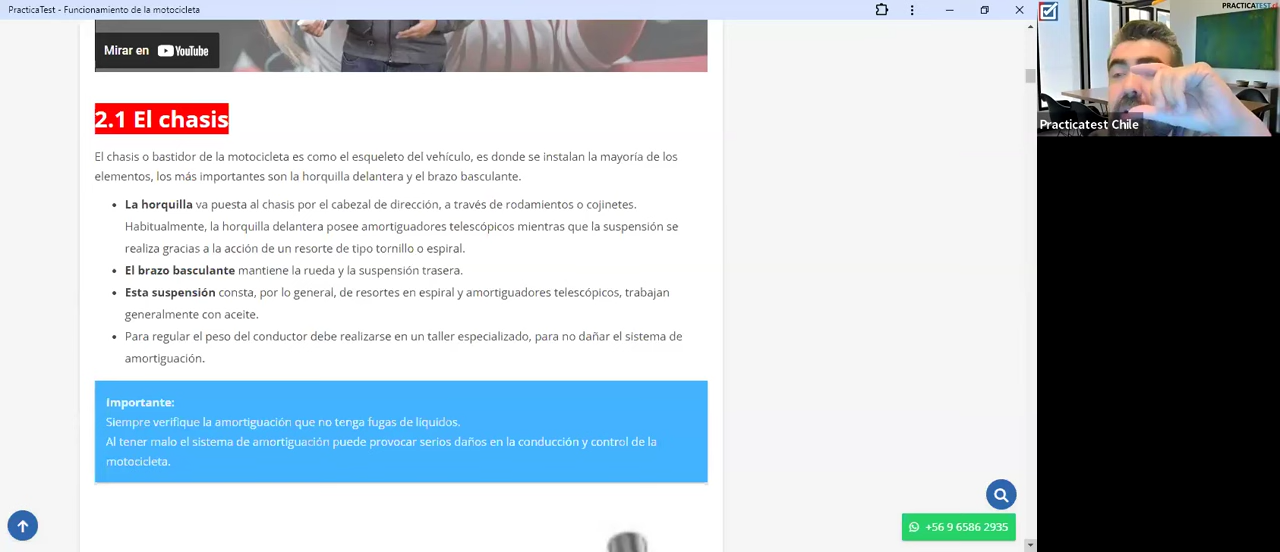 PracticaTest - Funcionamiento de la motocicleta
PRACTICATEST.cl
Mirar en YouTube
Practicatest Chile
2.1 El chasis
El chasis o bastidor de la motocicleta es como el esqueleto del vehículo, es donde se instalan la mayoría de los
elementos, los más importantes son la horquilla delantera y el brazo basculante.
La horquilla va puesta al chasis por el cabezal de dirección, a través de rodamientos o cojinetes.
Habitualmente, la horquilla delantera posee amortiguadores telescópicos mientras que la suspensión se
realiza gracias a la acción de un resorte de tipo tornillo o espiral.
El brazo basculante mantiene la rueda y la suspensión trasera.
Esta suspensión consta, por lo general, de resortes en espiral y amortiguadores telescópicos, trabajan
generalmente con aceite.
Para regular el peso del conductor debe realizarse en un taller especializado, para no dañar el sistema de
amortiguación.
Importante:
Siempre verifique la amortiguación que no tenga fugas de líquidos.
Al tener malo el sistema de amortiguación puede provocar serios daños en la conducción y control de la
motocicleta.
+56 9 6586 2935